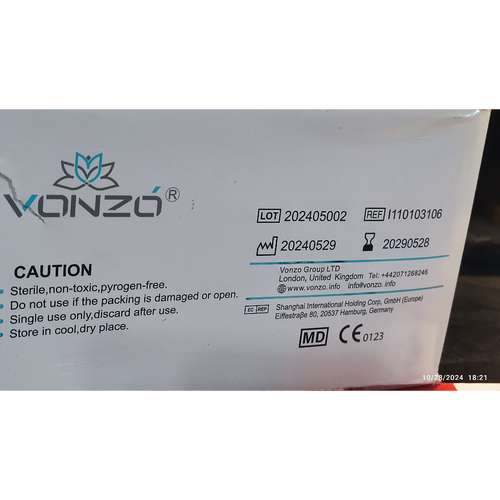 VONZÓ®
LOT 202405002
REF I110103106
20240529
20290528
Vonzo Group LTD
London, United Kingdom Tel.: +442071268246
www.vonzo.info info@vonzo.info
EC REP Shanghai International Holding Corp, GmbH (Europe)
Eiffestraße 80, 20537 Hamburg, Germany
MD CE 0123
CAUTION
• Sterile,non-toxic,pyrogen-free.
• Do not use if the packing is damaged or open.
• Single use only,discard after use.
• Store in cool,dry place.
10/28/2024 18:21